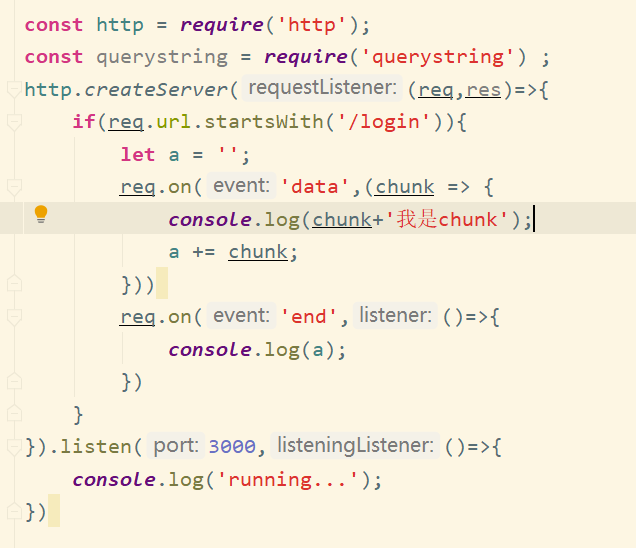 const http = require('http');
const querystring = require('querystring') ;
http.createServer( requestListener: (req,res)=>{
    if(req.url.startsWith('/login')){
        let a = '';
        req.on( event: 'data',(chunk => {
            console.log(chunk+'我是chunk');
            a += chunk;
        }))
        req.on( event: 'end', listener: ()=>{
            console.log(a);
        })
    }
}).listen( port: 3000, listeningListener: ()=>{
    console.log('running...');
})